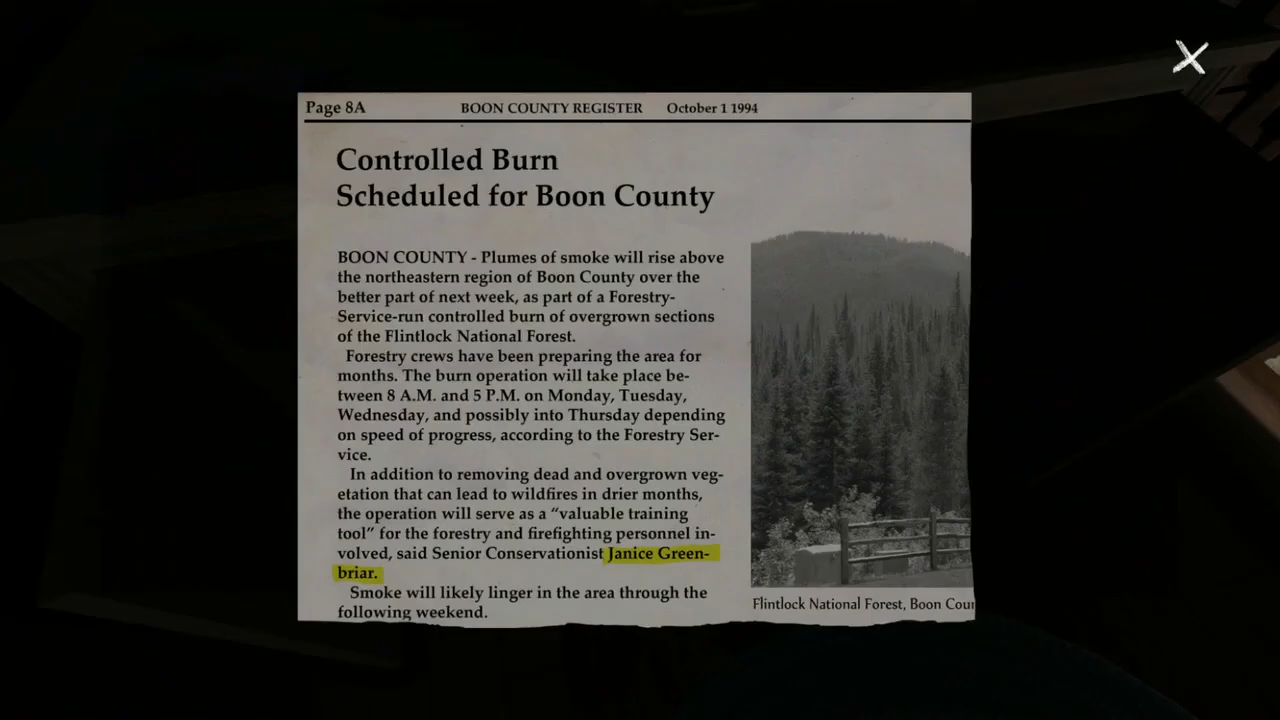 Page 8A BOON COUNTY REGISTER October 1 1994
Controlled Burn
Scheduled for Boon County
BOON COUNTY - Plumes of smoke will rise above
the northeastern region of Boon County over the
better part of next week, as part of a Forestry-
Service-run controlled burn of overgrown sections
of the Flintlock National Forest.
Forestry crews have been preparing the area for
months. The burn operation will take place be-
tween 8 A.M. and 5 P.M. on Monday, Tuesday,
Wednesday, and possibly into Thursday depending
on speed of progress, according to the Forestry Ser-
vice.
In addition to removing dead and overgrown veg-
etation that can lead to wildfires in drier months,
the operation will serve as a “valuable training
tool” for the forestry and firefighting personnel in-
volved, said Senior Conservationist Janice Green-
briar.
Smoke will likely linger in the area through the
following weekend.
Flintlock National Forest, Boon Cour